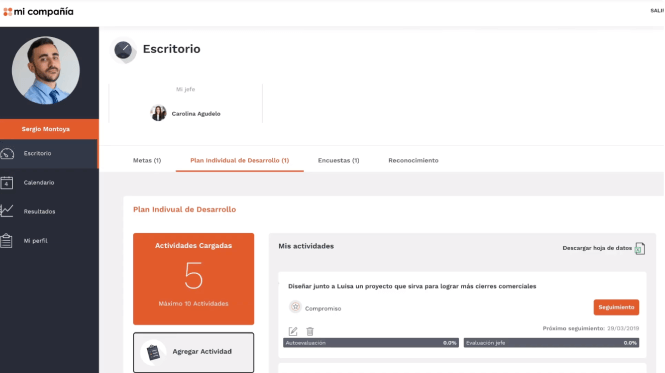 mi compañía
Escritorio
Mi jefe
Carolina Agudelo
Sergio Montoys
Escritorio
Calendario
Resultados
Mi perfil
Metas (1)
Plan Individual de Desarrollo (1)
Encuestas (1)
Reconocimiento
Plan Indivual de Desarrollo
Actividades Cargadas
5
Máximo 10 Actividades
Agregar Actividad
Mis actividades
Descargar hoja de datos
Diseñar junto a Luisa un proyecto que sirva para lograr más cierres comerciales
Compromiso
Seguimiento
Próximo seguimiento: 29/03/2019
Autoevaluación 0.0%
Evaluación jefe 0.0%